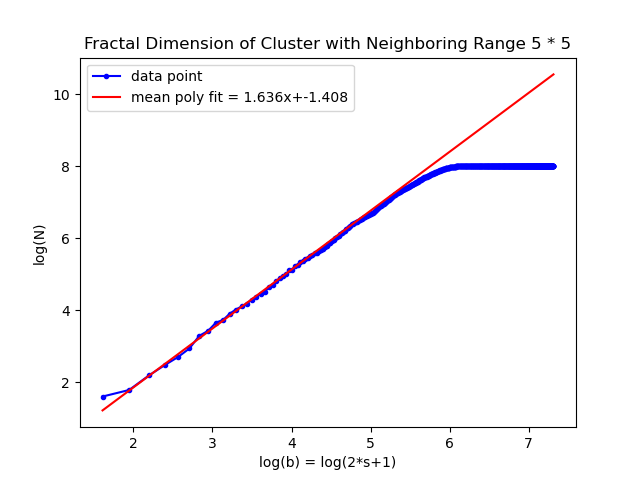 Fractal Dimension of Cluster with Neighboring Range 5 * 5
data point
mean poly fit = 1.636x+-1.408
10
8
6
4
2
log(N)
2 3 4 5 6 7
log(b) = log(2*s+1)